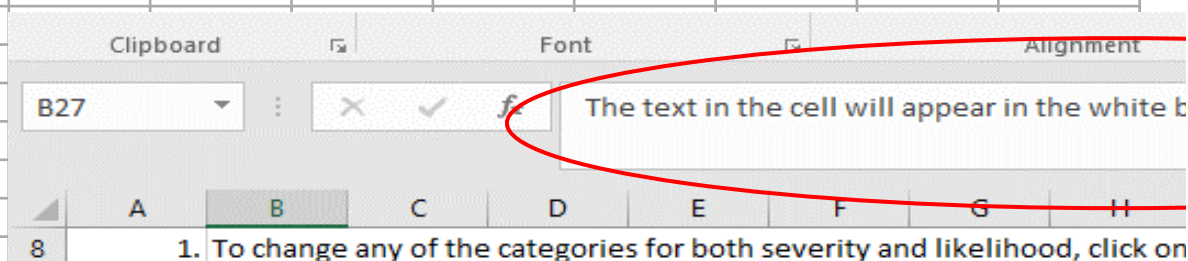 Clipboard Font Alignment
B27 fx The text in the cell will appear in the white b
A B C D E F G H
8 1. To change any of the categories for both severity and likelihood, click on